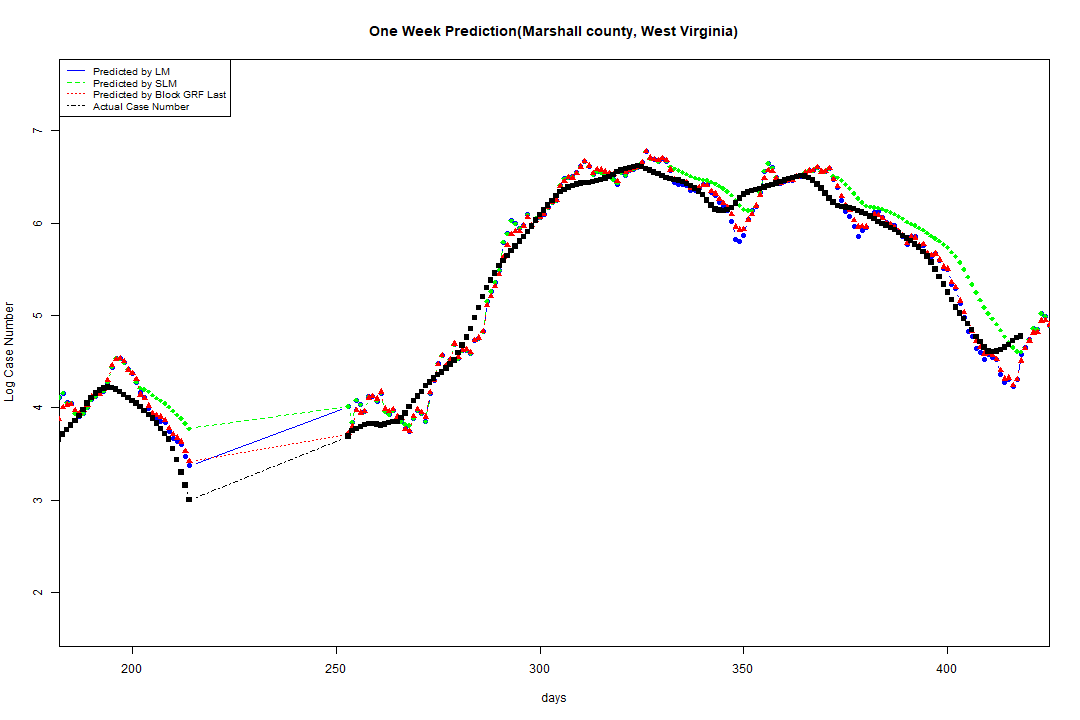 One Week Prediction(Marshall county, West Virginia)
Predicted by LM
Predicted by SLM
Predicted by Block GRF Last
Actual Case Number
7
6
5
4
3
2
Log Case Number
200
250
300
350
400
days